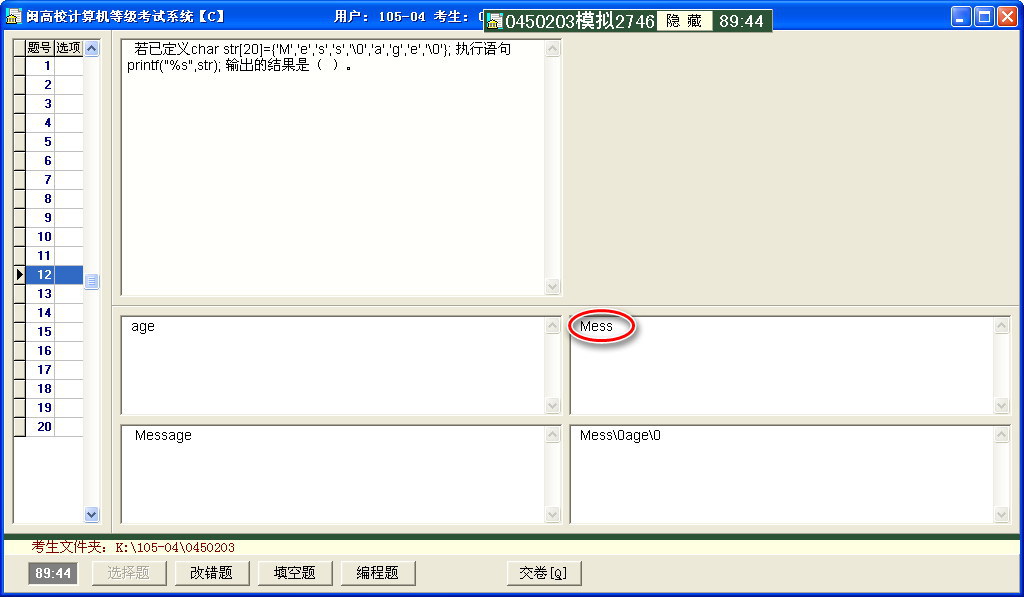 闽高校计算机等级考试系统【C】 用户: 105-04 考生: 0450203模拟2746 隐 藏 89:44
题号 选项
1
2
3
4
5
6
7
8
9
10
11
12
13
14
15
16
17
18
19
20
若已定义char str[20]={'M','e','s','s','\0','a','g','e','\0'}; 执行语句
printf("%s",str); 输出的结果是（ ）。
age
Mess
Message
Mess\0age\0
考生文件夹: K:\105-04\0450203
89:44 选择题 改错题 填空题 编程题 交卷[Q]